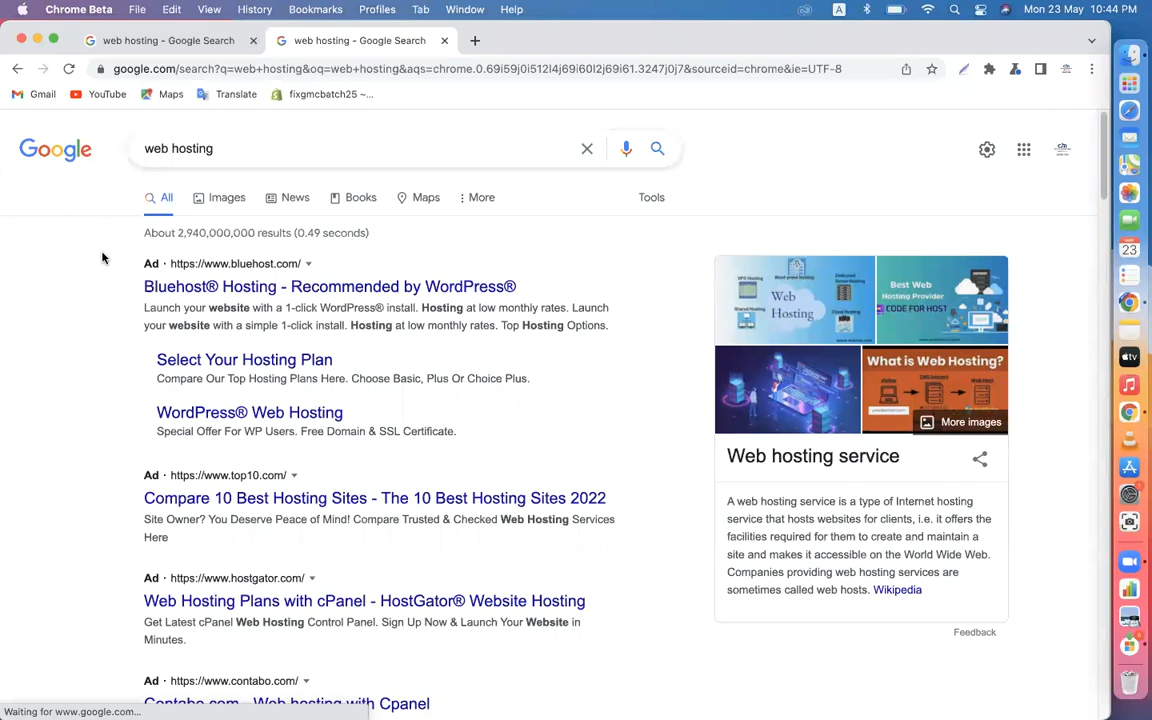 Chrome Beta File Edit View History Bookmarks Profiles Tab Window Help A Mon 23 May 10:44 PM
web hosting - Google Search web hosting - Google Search
google.com/search?q=web+hosting&oq=web+hosting&aqs=chrome.0.69i59j0i512l4j69i60l2j69i61.3247j0j7&sourceid=chrome&ie=UTF-8
Gmail YouTube Maps Translate fixgmcbatch25 ~...
Google web hosting
All Images News Books Maps More Tools
About 2,940,000,000 results (0.49 seconds)
Ad · https://www.bluehost.com/
Bluehost® Hosting - Recommended by WordPress®
Launch your website with a 1-click WordPress® install. Hosting at low monthly rates. Launch
your website with a simple 1-click install. Hosting at low monthly rates. Top Hosting Options.
Select Your Hosting Plan
Compare Our Top Hosting Plans Here. Choose Basic, Plus Or Choice Plus.
WordPress® Web Hosting
Special Offer For WP Users. Free Domain & SSL Certificate.
Ad · https://www.top10.com/
Compare 10 Best Hosting Sites - The 10 Best Hosting Sites 2022
Site Owner? You Deserve Peace of Mind! Compare Trusted & Checked Web Hosting Services
Here
Ad · https://www.hostgator.com/
Web Hosting Plans with cPanel - HostGator® Website Hosting
Get Latest cPanel Web Hosting Control Panel. Sign Up Now & Launch Your Website in
Minutes.
Ad · https://www.contabo.com/
Contabo.com - Web hosting with Cpanel
Waiting for www.google.com...
Web
Hosting
Best Web
Hosting Provider
CODE FOR HOST
What is Web Hosting?
More images
Web hosting service
A web hosting service is a type of Internet hosting
service that hosts websites for clients, i.e. it offers the
facilities required for them to create and maintain a
site and makes it accessible on the World Wide Web.
Companies providing web hosting services are
sometimes called web hosts. Wikipedia
Feedback
23
tv